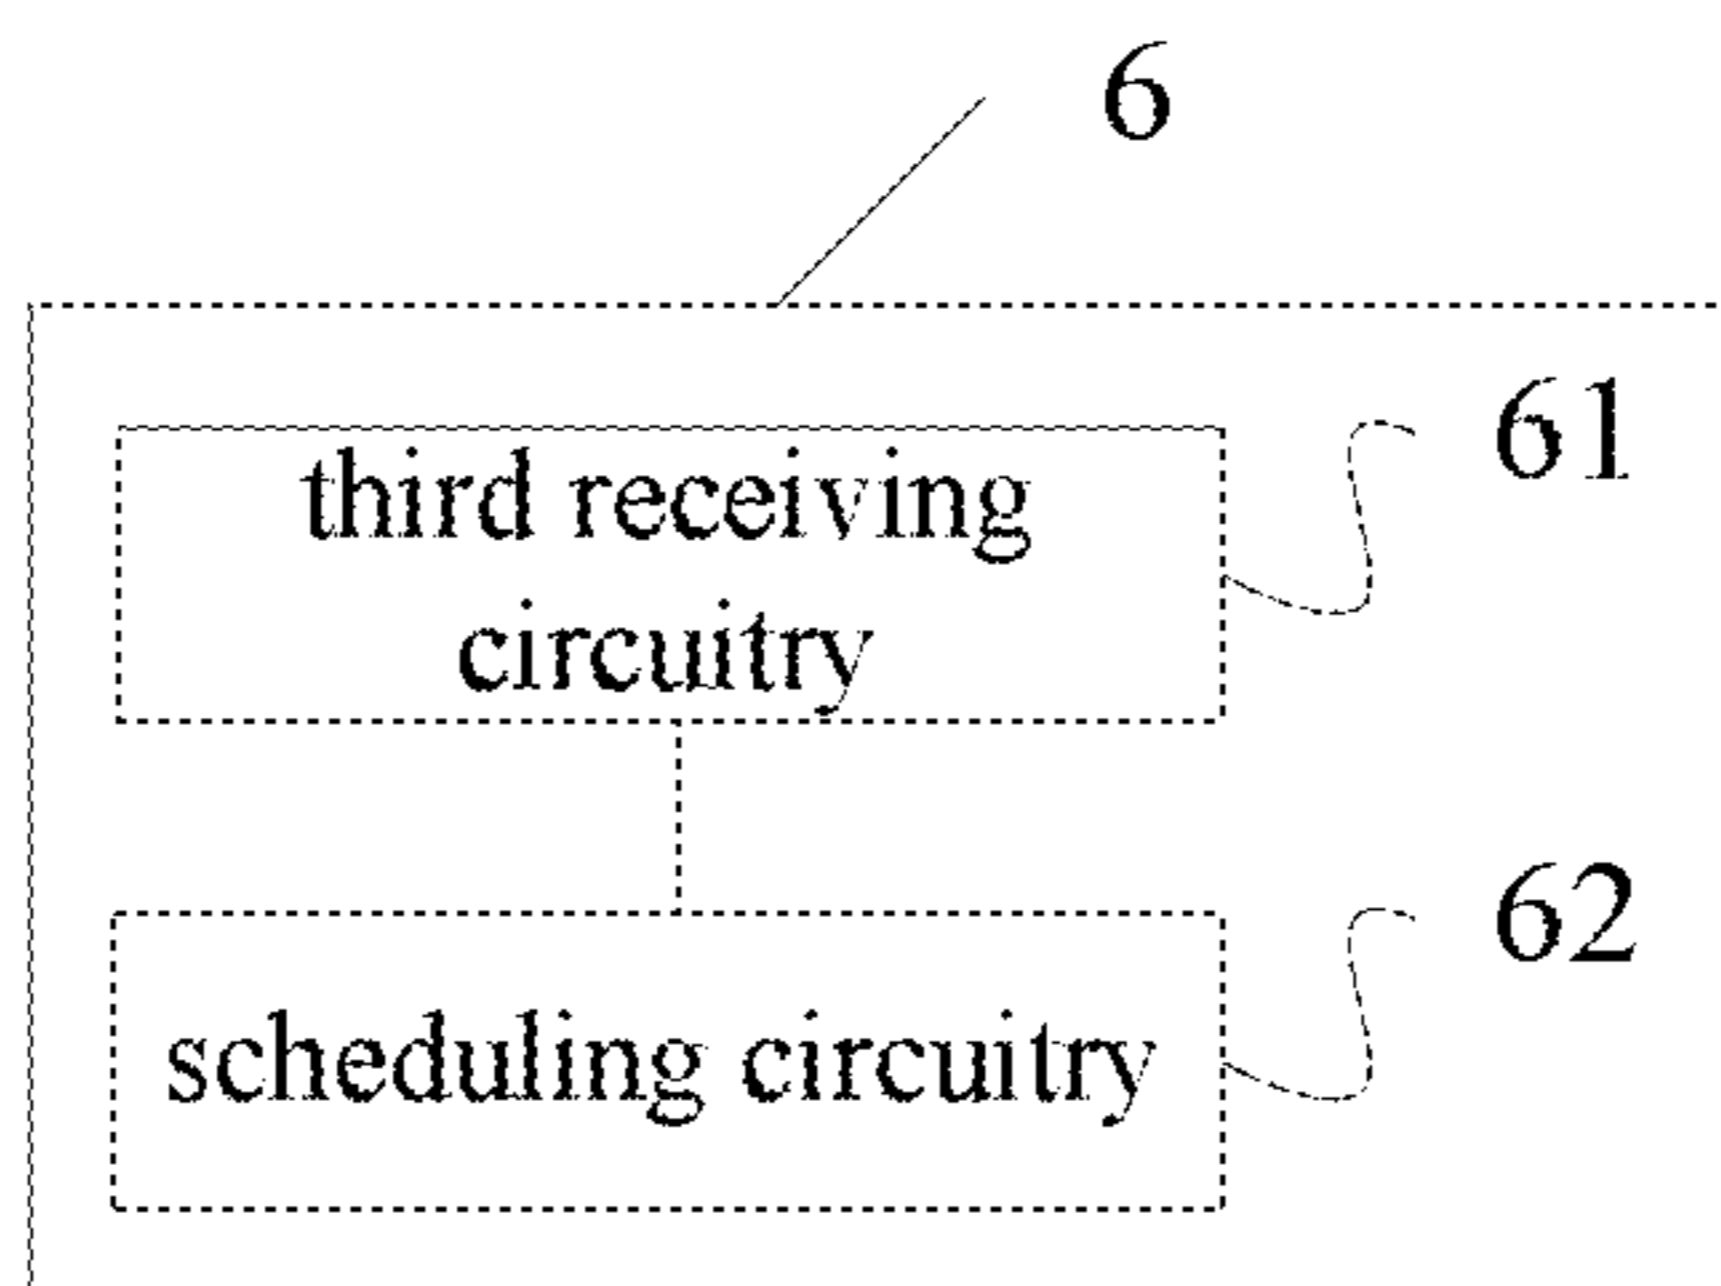 6
61
third receiving
circuitry
62
scheduling circuitry